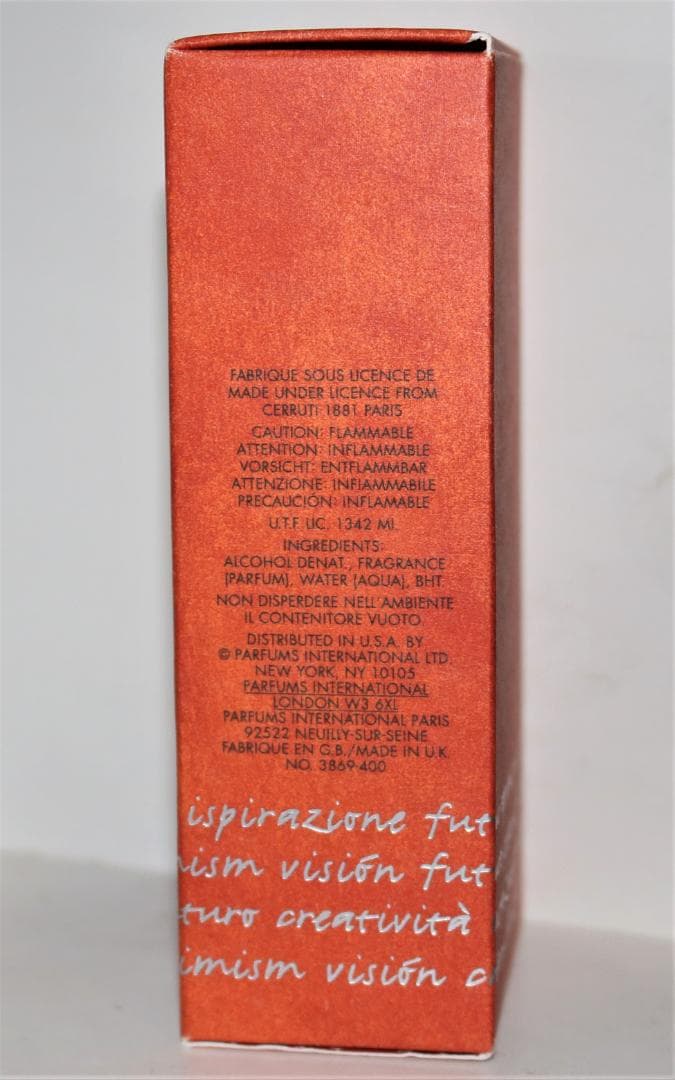 FABRIQUE SOUS LICENCE DE
MADE UNDER LICENCE FROM
CERRUTI 1881 PARIS
CAUTION: FLAMMABLE
ATTENTION: INFLAMMABLE
VORSICHT: ENTFLAMMBAR
ATTENZIONE: INFIAMMABILE
PRECAUCIÓN: INFLAMABLE
U.T.F. LIC. 1342 MI.
INGREDIENTS:
ALCOHOL DENAT., FRAGRANCE
(PARFUM), WATER (AQUA), BHT.
NON DISPERDERE NELL'AMBIENTE
IL CONTENITORE VUOTO.
DISTRIBUTED IN U.S.A. BY
© PARFUMS INTERNATIONAL LTD.
NEW YORK, NY 10105
PARFUMS INTERNATIONAL
LONDON W3 6XL
PARFUMS INTERNATIONAL PARIS
92522 NEUILLY-SUR-SEINE
FABRIQUE EN G.B./MADE IN U.K.
NO. 3869-400
ispirazione fut
ism visión fut
turo creatività
imism visión c